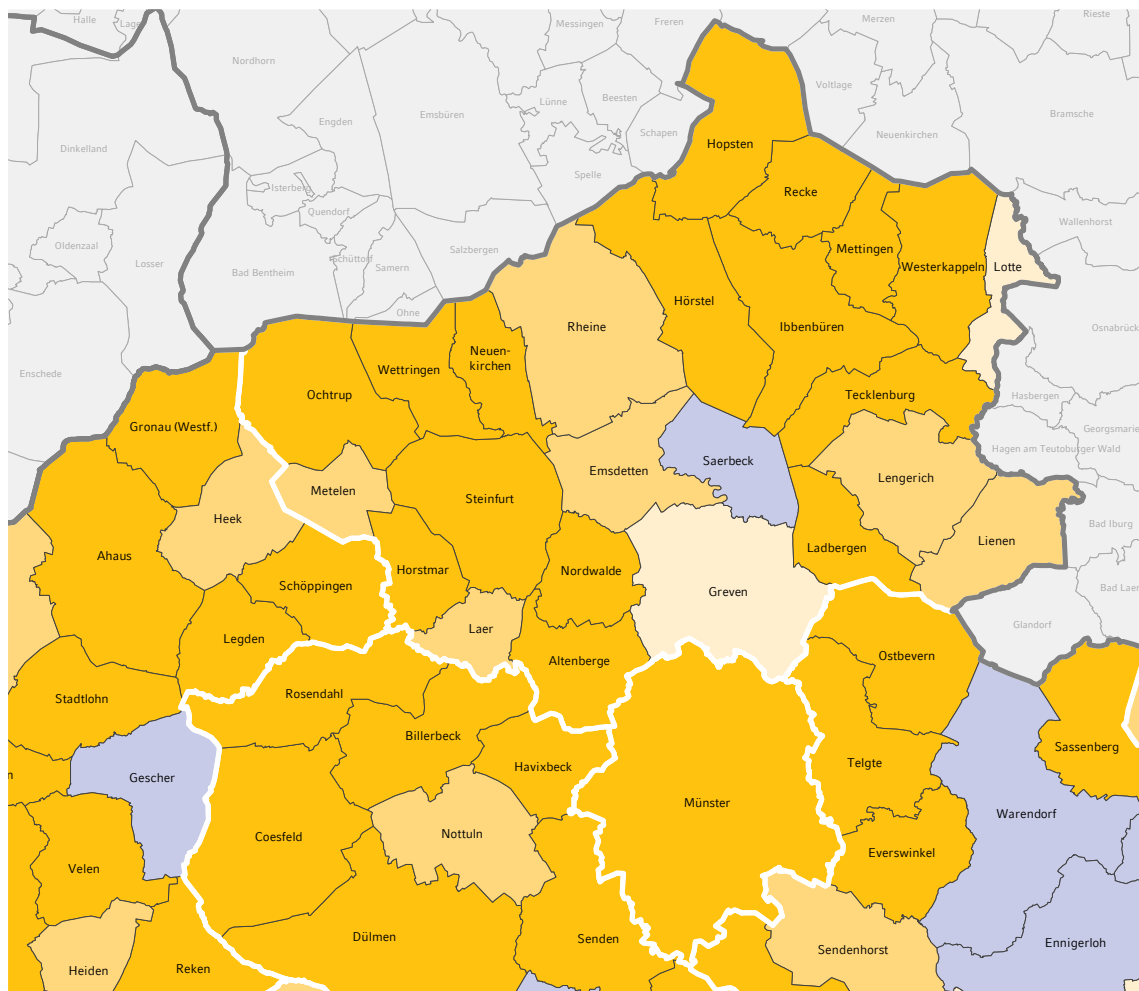 Halle
Lage
Messingen
Freren
Merzen
Rieste
Nordhorn
Voltlage
Lünne
Beesten
Emsbüren
Bramsche
Engden
Schapen
Neuenkirchen
Dinkelland
Hopsten
Spelle
Isterberg
Recke
Quendorf
Wallenhorst
Oldenzaal
Losser
Bad Bentheim
Schüttorf
Samern
Salzbergen
Mettingen
Westerkappeln
Lotte
Hörstel
Ohne
Rheine
Ibbenbüren
Osnabrück
Neuen-
kirchen
Wettringen
Enschede
Ochtrup
Tecklenburg
Hasbergen
Gronau (Westf.)
Georgsmarie
Hagen am Teutoburger Wald
Saerbeck
Emsdetten
Lengerich
Metelen
Steinfurt
Heek
Bad Iburg
Lienen
Ladbergen
Ahaus
Horstmar
Nordwalde
Schöppingen
Bad Laer
Greven
Glandorf
Laer
Legden
Altenberge
Ostbevern
Rosendahl
Stadtlohn
Billerbeck
Sassenberg
Telgte
Havixbeck
Gescher
n
Münster
Warendorf
Nottuln
Coesfeld
Everswinkel
Velen
Dülmen
Senden
Ennigerloh
Sendenhorst
Heiden
Reken